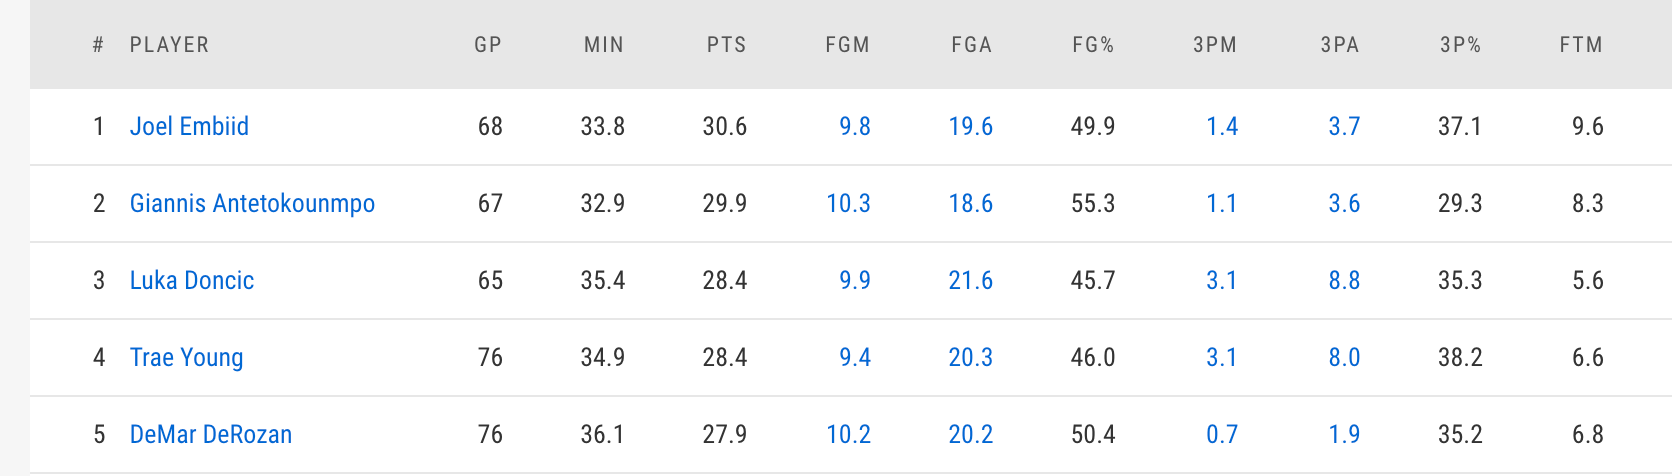 # PLAYER GP MIN PTS FGM FGA FG% 3PM 3PA 3P% FTM
1 Joel Embiid 68 33.8 30.6 9.8 19.6 49.9 1.4 3.7 37.1 9.6
2 Giannis Antetokounmpo 67 32.9 29.9 10.3 18.6 55.3 1.1 3.6 29.3 8.3
3 Luka Doncic 65 35.4 28.4 9.9 21.6 45.7 3.1 8.8 35.3 5.6
4 Trae Young 76 34.9 28.4 9.4 20.3 46.0 3.1 8.0 38.2 6.6
5 DeMar DeRozan 76 36.1 27.9 10.2 20.2 50.4 0.7 1.9 35.2 6.8